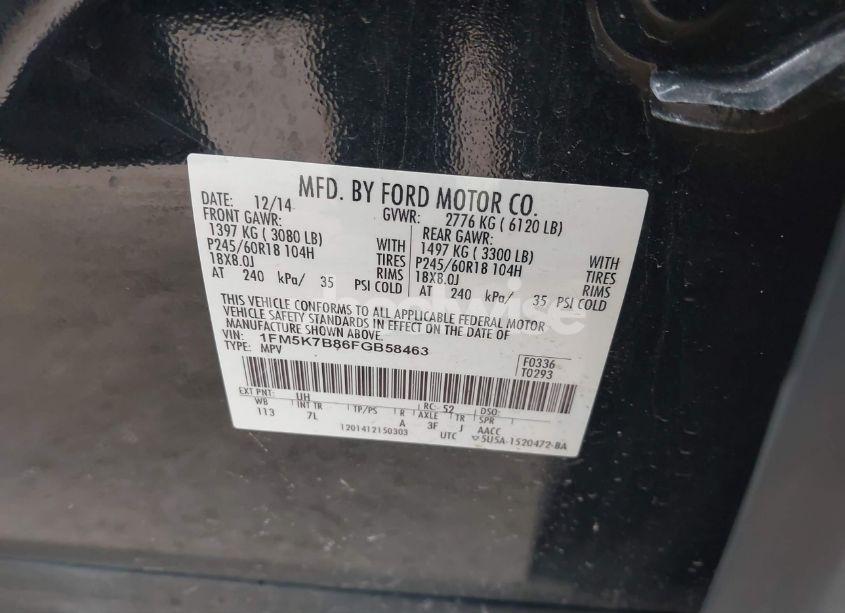 MFD. BY FORD MOTOR CO.
DATE: 12/14 GVWR: 2776 KG ( 6120 LB)
FRONT GAWR: REAR GAWR:
1397 KG ( 3080 LB) WITH 1497 KG ( 3300 LB) WITH
P245/60R18 104H TIRES P245/60R18 104H TIRES
18X8.0J RIMS 18X8.0J RIMS
AT 240 kPa/ 35 PSI COLD AT 240 kPa/ 35 PSI COLD
THIS VEHICLE CONFORMS TO ALL APPLICABLE FEDERAL MOTOR
VEHICLE SAFETY STANDARDS IN EFFECT ON THE DATE OF
MANUFACTURE SHOWN ABOVE.
VIN: 1FM5K7B86FGB58463
TYPE: MPV
F0336
T0293
EXT PNT: UH RC: 52 DSO:
WB INT TR TP/PS R AXLE TR SPR
113 7L A 3F J AACC
1201412150303 UTC 5U5A-1520472-BA